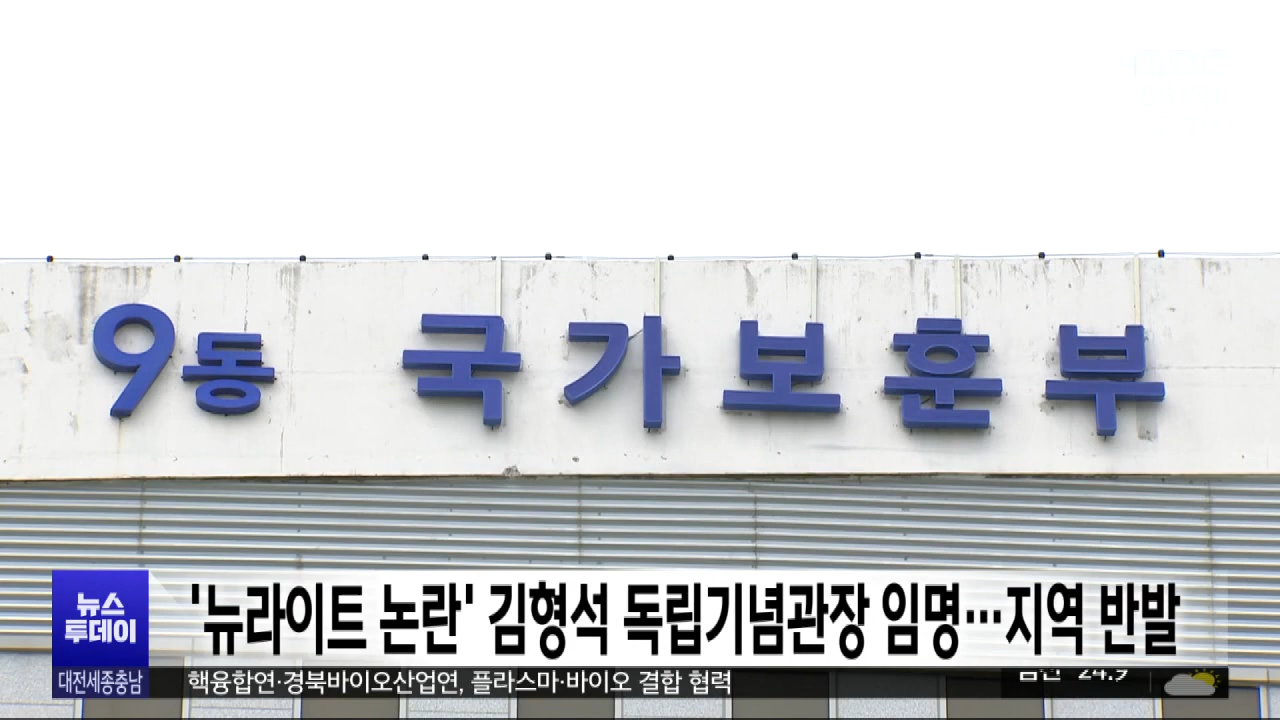 9동 국가보훈부
뉴스
투데이
'뉴라이트 논란' 김형석 독립기념관장 임명…지역 반발
대전세종충남
핵융합연·경북바이오산업연, 플라스마·바이오 결합 협력